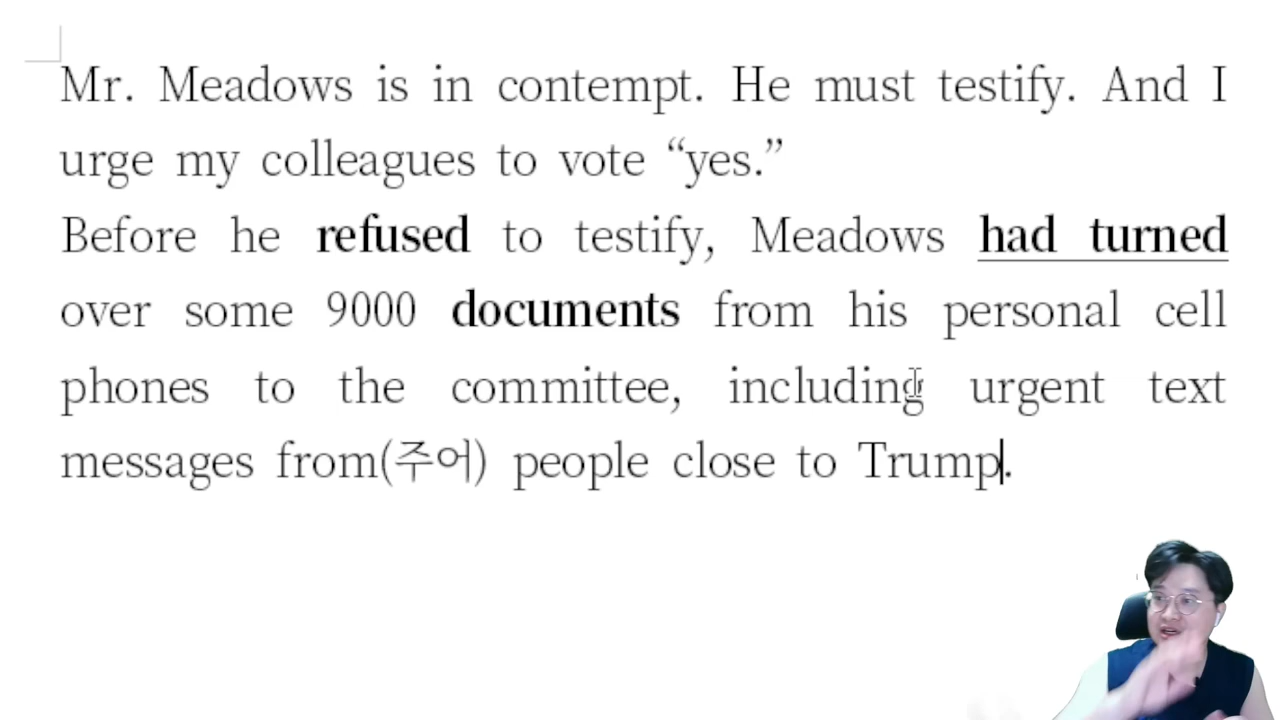 Mr. Meadows is in contempt. He must testify. And I
urge my colleagues to vote “yes.”
Before he refused to testify, Meadows had turned
over some 9000 documents from his personal cell
phones to the committee, including urgent text
messages from(주어) people close to Trump.